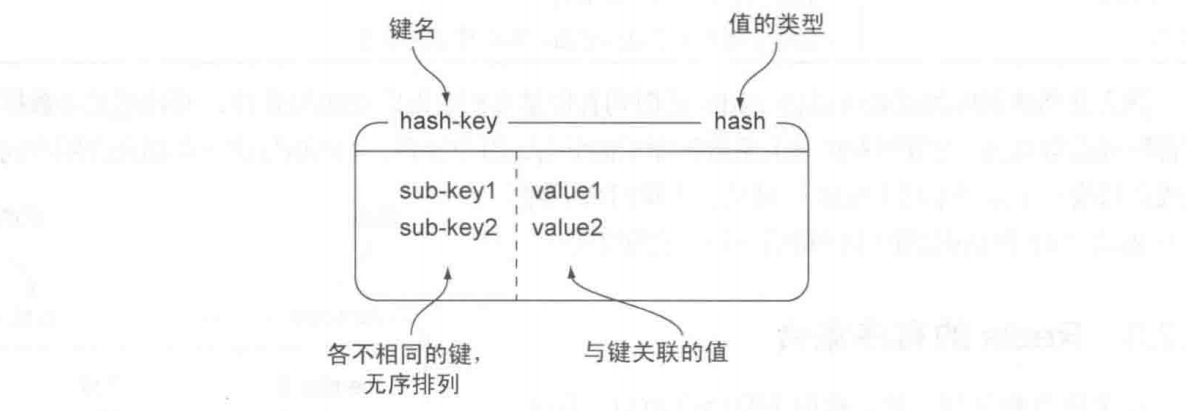 键名
值的类型
hash-key
hash
sub-key1
value1
sub-key2
value2
各不相同的键，
无序排列
与键关联的值